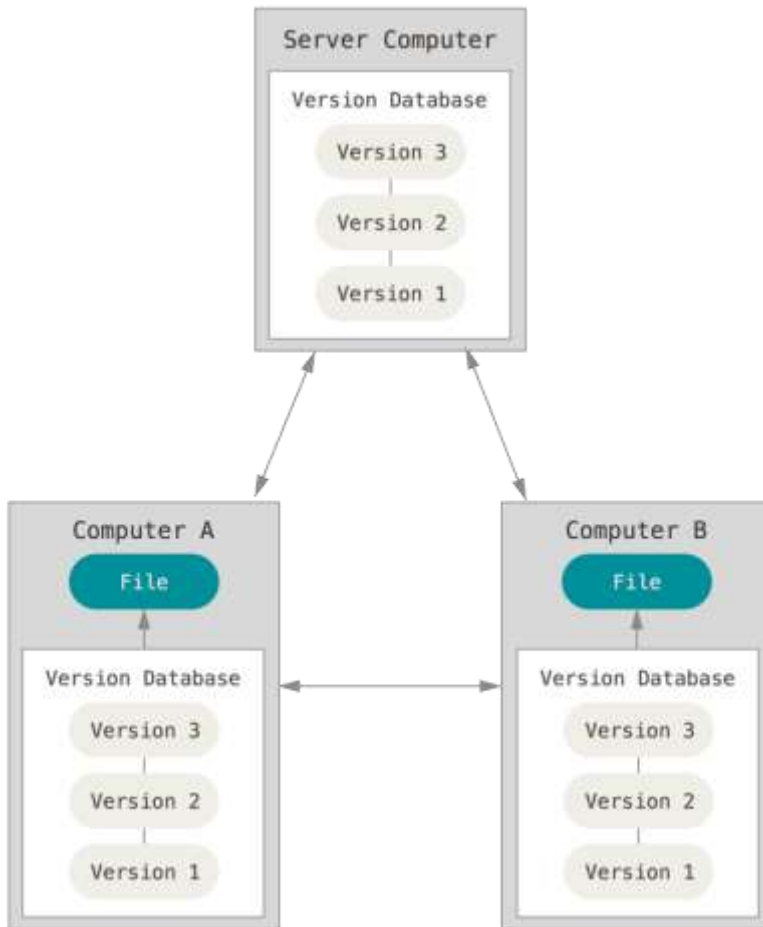 Server Computer
Version Database
Version 3
Version 2
Version 1
Computer A
File
Version Database
Version 3
Version 2
Version 1
Computer B
File
Version Database
Version 3
Version 2
Version 1